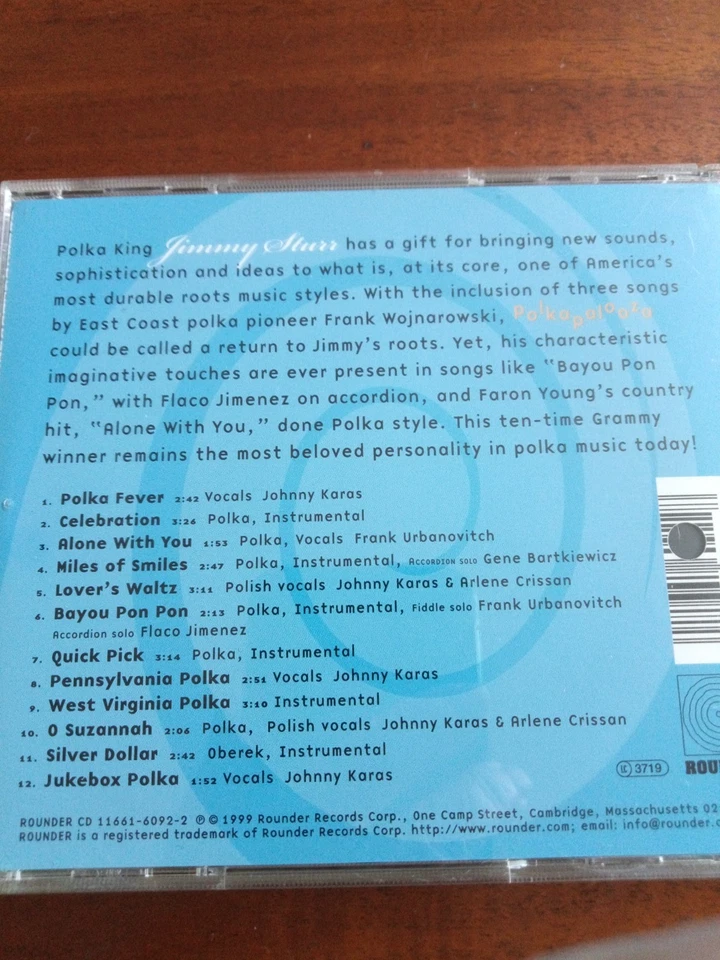 Polka King Jimmy Sturr has a gift for bringing new sounds,
sophistication and ideas to what is, at its core, one of America's
most durable roots music styles. With the inclusion of three songs
by East Coast polka pioneer Frank Wojnarowski, Polkapalooza
could be called a return to Jimmy's roots. Yet, his characteristic
imaginative touches are ever present in songs like "Bayou Pon
Pon," with Flaco Jimenez on accordion, and Faron Young's country
hit, "Alone With You," done Polka style. This ten-time Grammy
winner remains the most beloved personality in polka music today!
1. Polka Fever 2:42 Vocals Johnny Karas
2. Celebration 3:26 Polka, Instrumental
3. Alone With You 1:53 Polka, Vocals Frank Urbanovitch
4. Miles of Smiles 2:47 Polka, Instrumental, Accordion solo Gene Bartkiewicz
5. Lover's Waltz 3:11 Polish vocals Johnny Karas & Arlene Crissan
6. Bayou Pon Pon 2:13 Polka, Instrumental, Fiddle solo Frank Urbanovitch
Accordion solo Flaco Jimenez
7. Quick Pick 3:14 Polka, Instrumental
8. Pennsylvania Polka 2:51 Vocals Johnny Karas
9. West Virginia Polka 3:10 Instrumental
10. O Suzannah 2:06 Polka, Polish vocals Johnny Karas & Arlene Crissan
11. Silver Dollar 2:42 Oberek, Instrumental
12. Jukebox Polka 1:52 Vocals Johnny Karas
LC 3719
ROUN
ROUNDER CD 11661-6092-2 ℗ © 1999 Rounder Records Corp., One Camp Street, Cambridge, Massachusetts 02
ROUNDER is a registered trademark of Rounder Records Corp. http://www.rounder.com; email: info@rounder.c